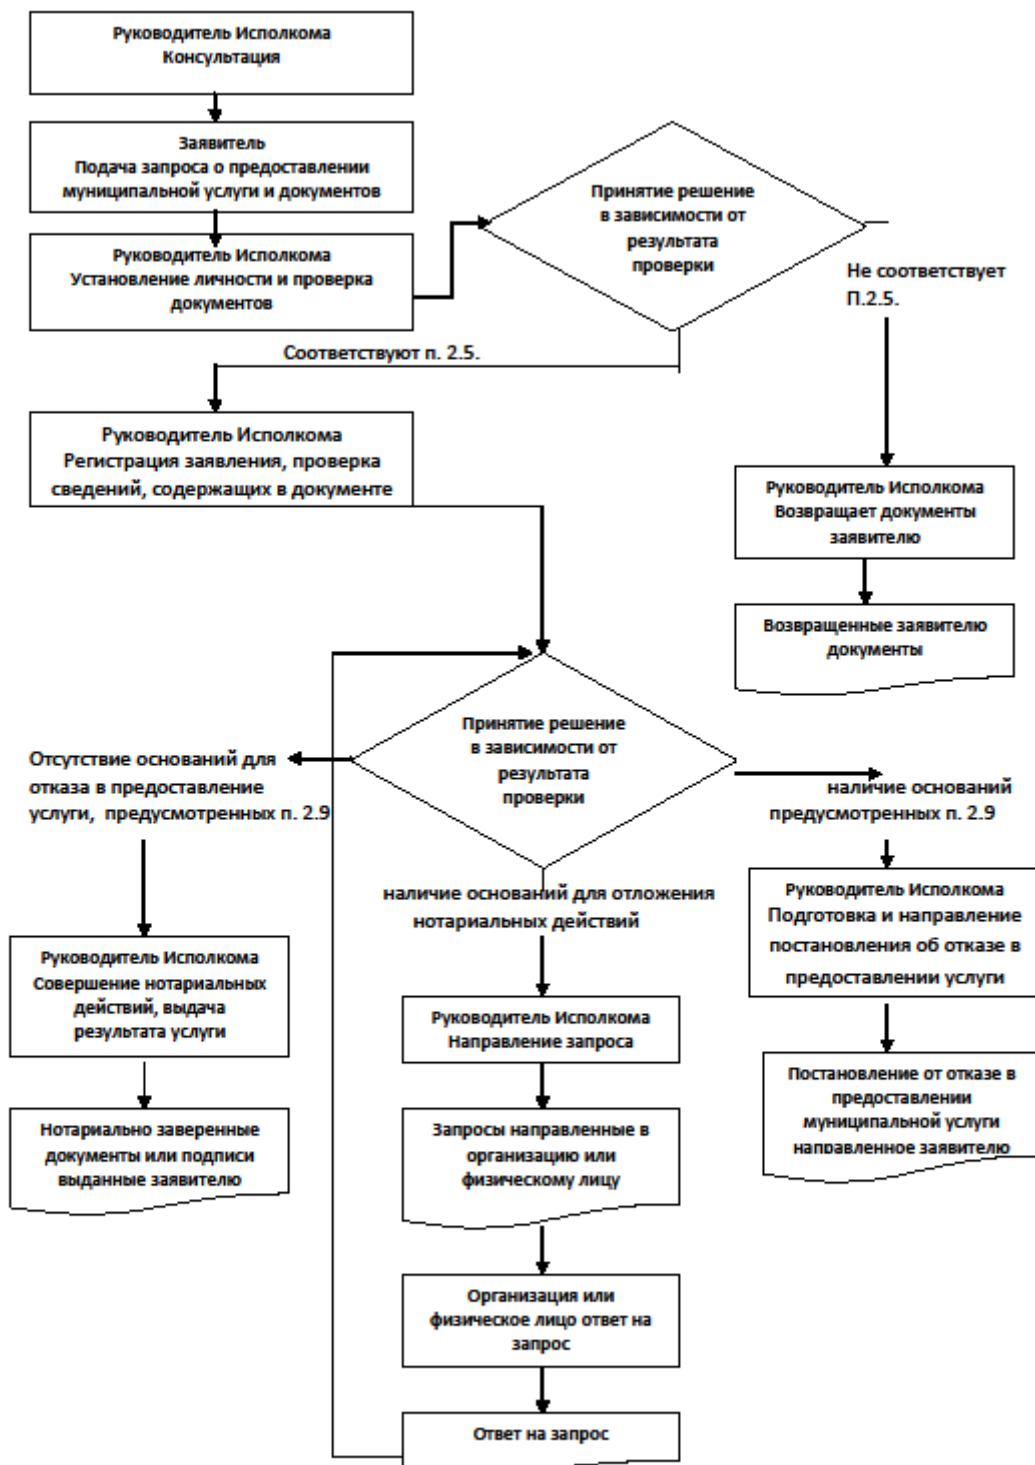 Руководитель Исполкома
Консультация
Заявитель
Подача запроса о предоставлении
муниципальной услуги и документов
Руководитель Исполкома
Установление личности и проверка
документов
Принятие решение
в зависимости от
результата
проверки
Не соответствует
П.2.5.
Соответствуют п. 2.5.
Руководитель Исполкома
Регистрация заявления, проверка
сведений, содержащих в документе
Руководитель Исполкома
Возвращает документы
заявителю
Возвращенные заявителю
документы
Принятие решение
в зависимости от
результата
проверки
Отсутствие оснований для
отказа в предоставление
услуги, предусмотренных п. 2.9
наличие оснований
предусмотренных п. 2.9
наличие оснований для отложения
нотариальных действий
Руководитель Исполкома
Подготовка и направление
постановления об отказе в
предоставлении услуги
Руководитель Исполкома
Совершение нотариальных
действий, выдача
результата услуги
Руководитель Исполкома
Направление запроса
Постановление от отказе в
предоставлении
муниципальной услуги
направленное заявителю
Нотариально заверенные
документы или подписи
выданные заявителю
Запросы направленные в
организацию или
физическому лицу
Организация или
физическое лицо ответ на
запрос
Ответ на запрос